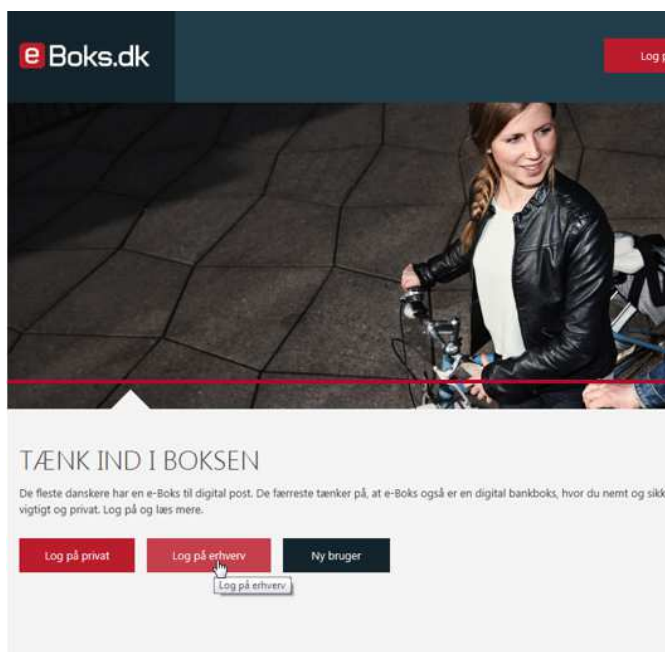 e Boks.dk
Log p
TÆNK IND I BOKSEN
De fleste danskere har en e-Boks til digital post. De færreste tænker på, at e-Boks også er en digital bankboks, hvor du nemt og sikk
vigtigt og privat. Log på og læs mere.
Log på privat
Log på erhverv
Ny bruger
Log på erhverv